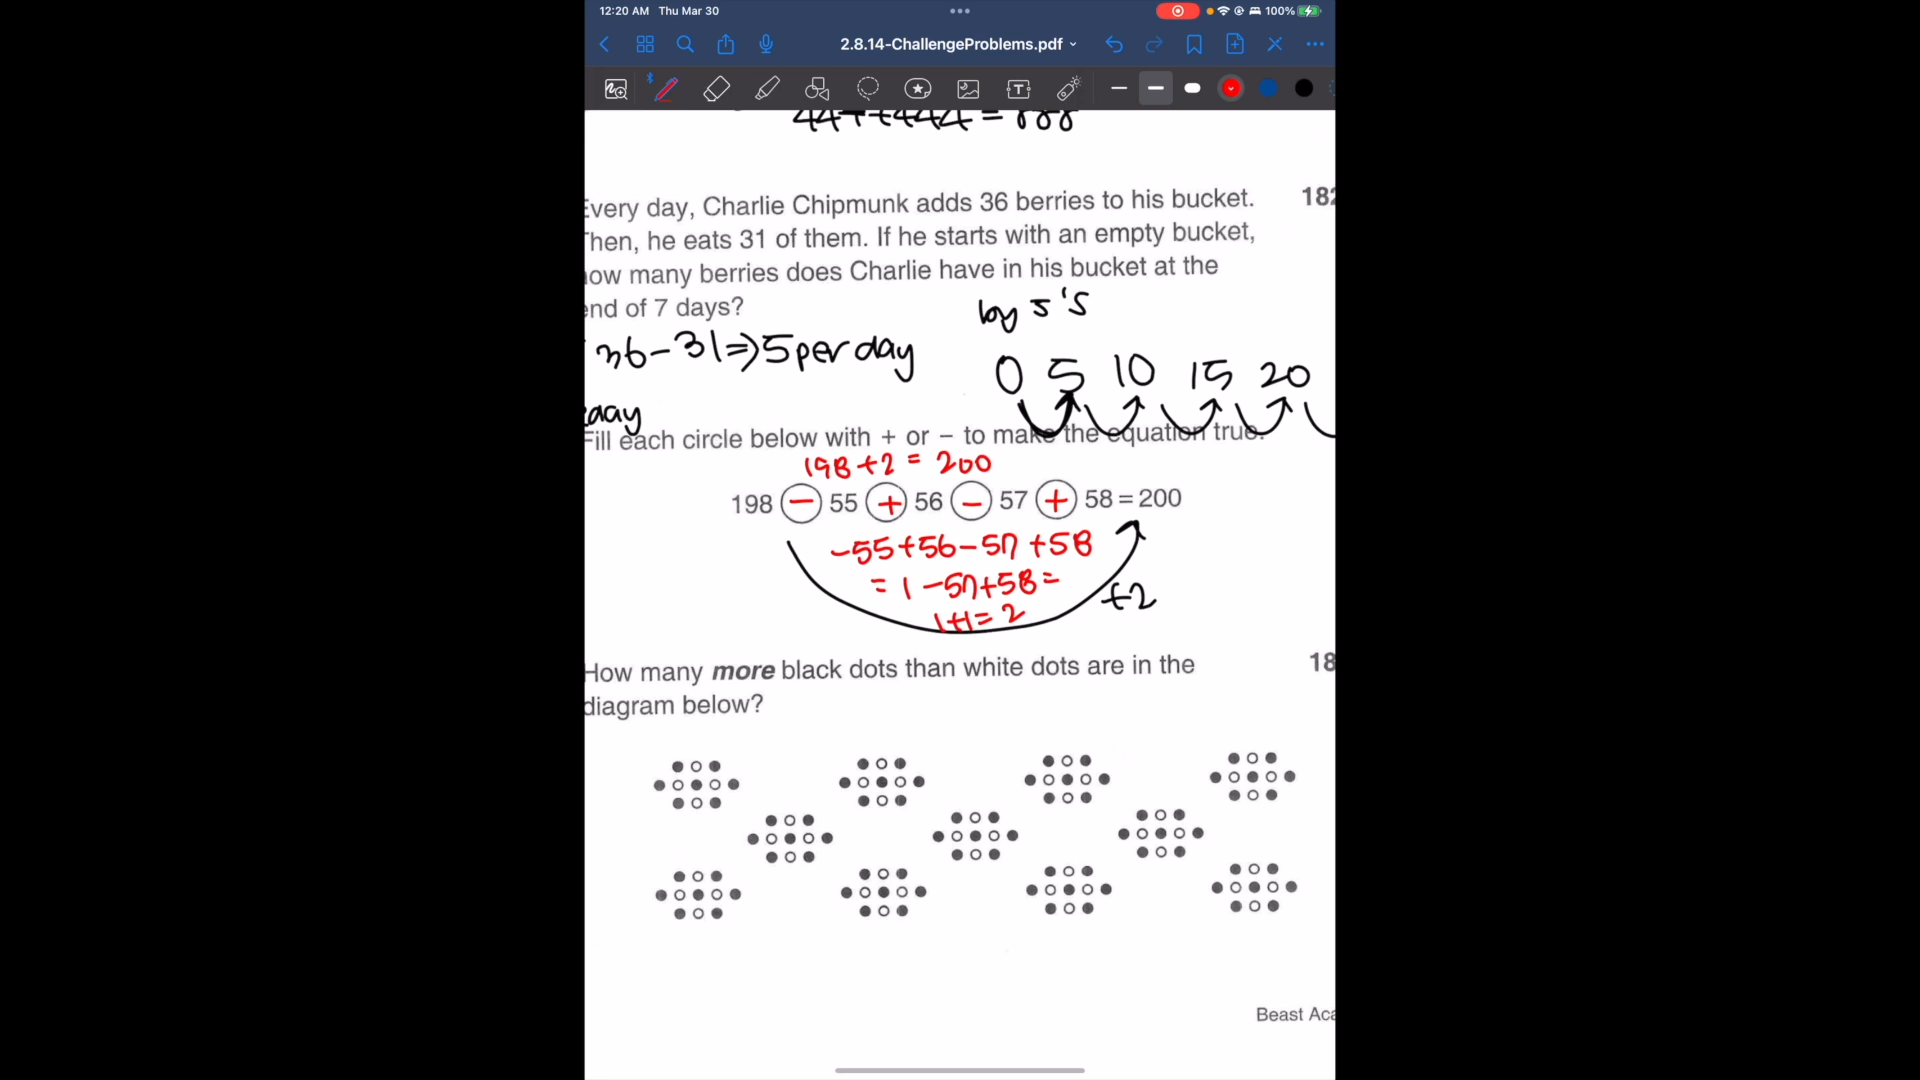 12:20 AM Thu Mar 30
100%
2.8.14-ChallengeProblems.pdf
182
Every day, Charlie Chipmunk adds 36 berries to his bucket.
Then, he eats 31 of them. If he starts with an empty bucket,
how many berries does Charlie have in his bucket at the
end of 7 days?
by 5's
36-31⇒5 per day
0 5 10 15 20
Fill each circle below with + or − to make the equation true.
198+2 = 200
198 − 55 + 56 − 57 + 58 = 200
-55+56-57+58
= 1-57+58=
1+1=2
+2
How many more black dots than white dots are in the
18
diagram below?
Beast Aca